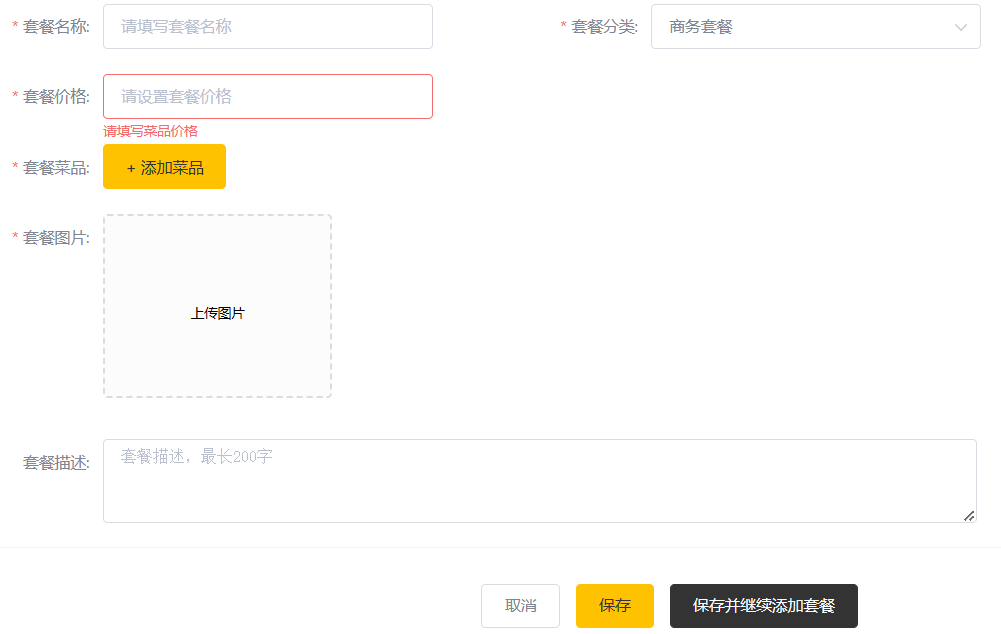 * 套餐名称: 请填写套餐名称 * 套餐分类: 商务套餐
* 套餐价格: 请设置套餐价格
请填写菜品价格
* 套餐菜品: + 添加菜品
* 套餐图片:
上传图片
套餐描述: 套餐描述，最长200字
取消 保存 保存并继续添加套餐